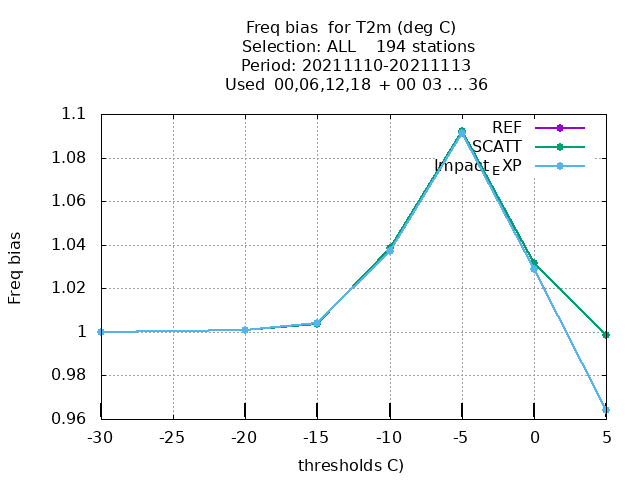 Freq bias  for T2m (deg C)
Selection: ALL    194 stations
Period: 20211110-20211113
Used  00,06,12,18  + 00 03 ... 36
REF
SCATT
Impact_EXP
Freq bias
1.1
1.08
1.06
1.04
1.02
1
0.98
0.96
-30 -25 -20 -15 -10 -5 0 5
thresholds C)